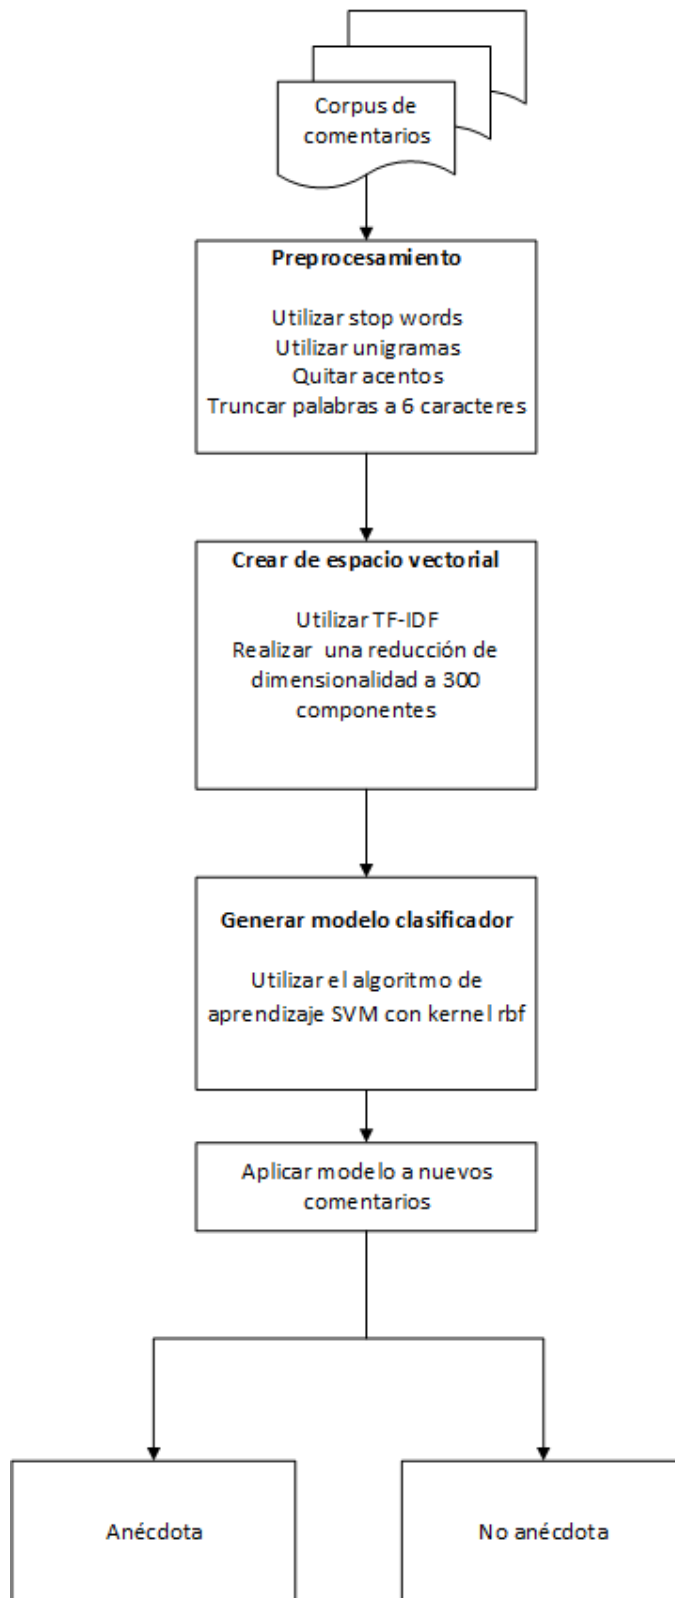 Corpus de
comentarios
Preprocesamiento
Utilizar stop words
Utilizar unigramas
Quitar acentos
Truncar palabras a 6 caracteres
Crear de espacio vectorial
Utilizar TF-IDF
Realizar una reducción de
dimensionalidad a 300
componentes
Generar modelo clasificador
Utilizar el algoritmo de
aprendizaje SVM con kernel rbf
Aplicar modelo a nuevos
comentarios
Anécdota
No anécdota